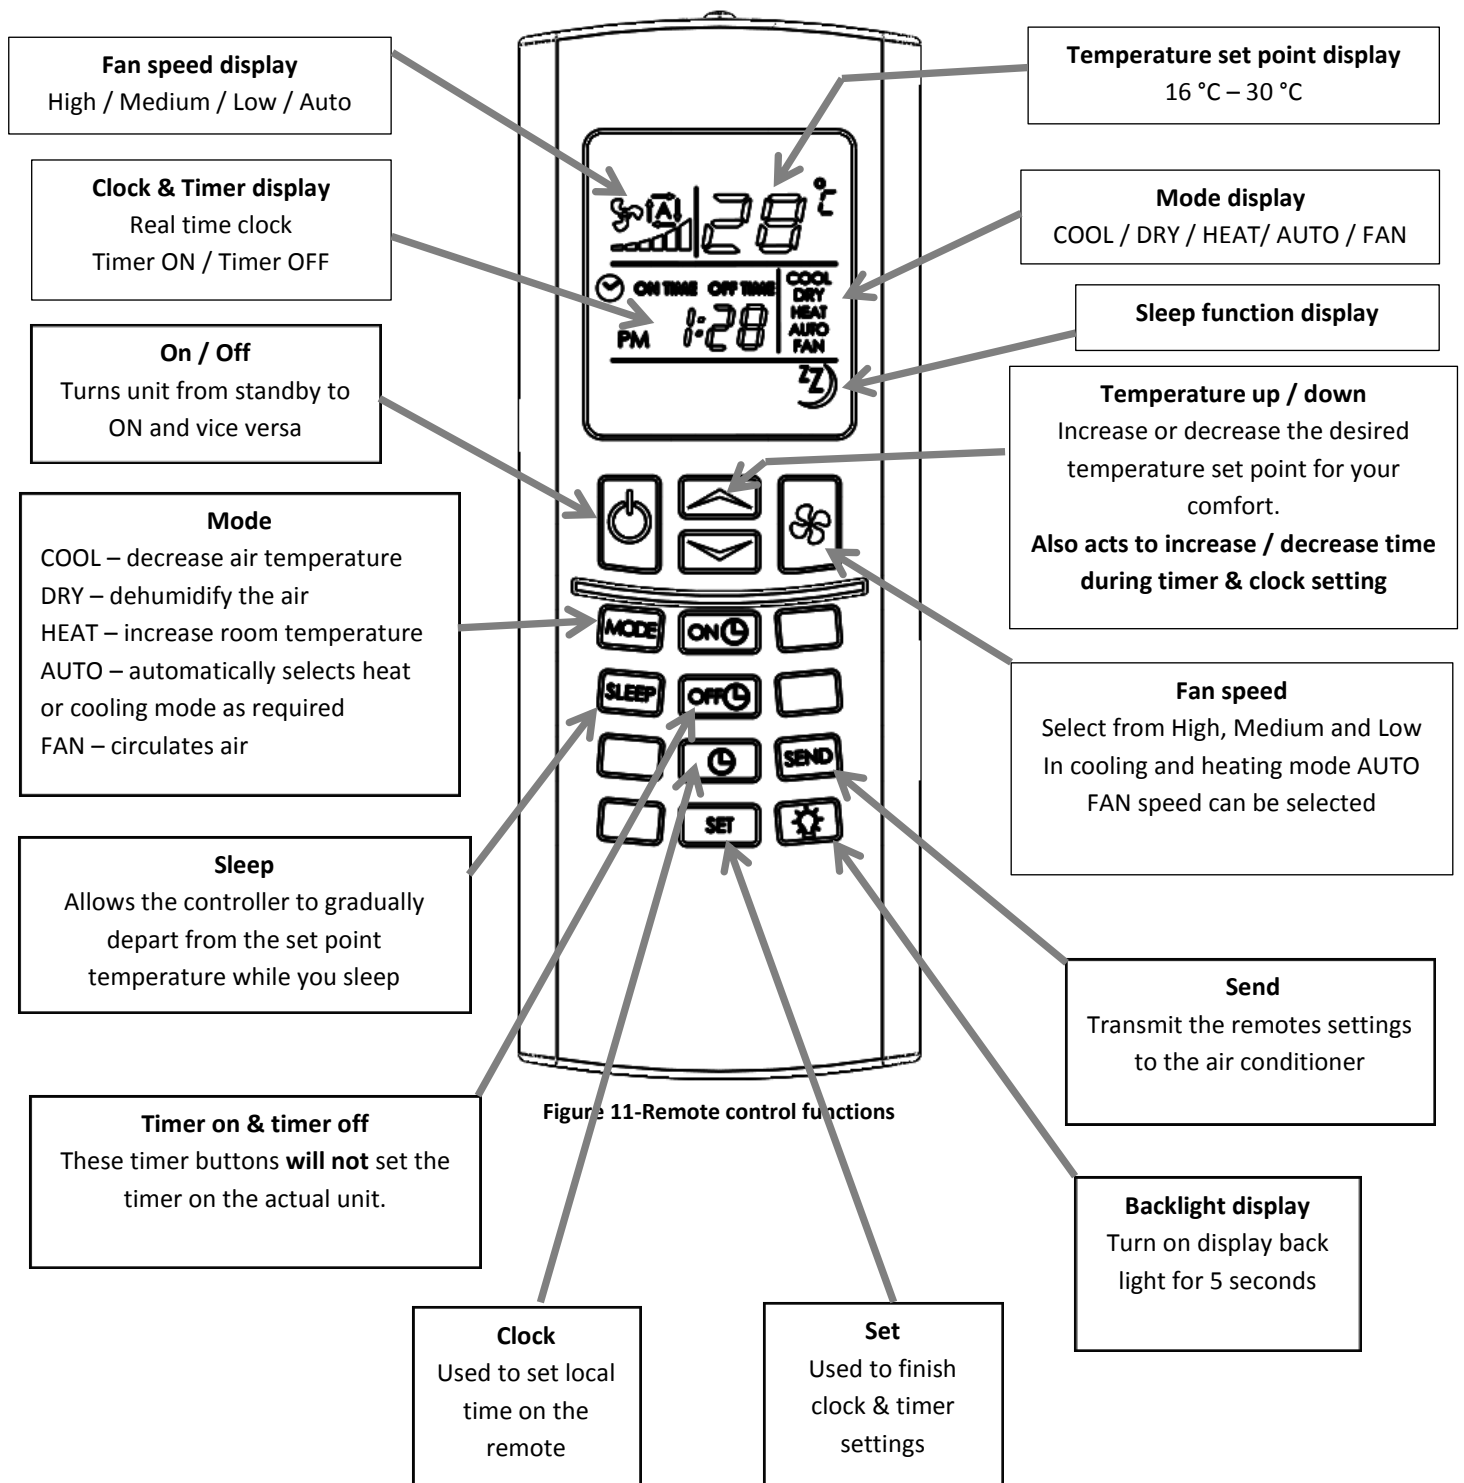 Fan speed display
High / Medium / Low / Auto
Clock & Timer display
Real time clock
Timer ON / Timer OFF
On / Off
Turns unit from standby to
ON and vice versa
Mode
COOL – decrease air temperature
DRY – dehumidify the air
HEAT – increase room temperature
AUTO – automatically selects heat
or cooling mode as required
FAN – circulates air
Sleep
Allows the controller to gradually
depart from the set point
temperature while you sleep
Timer on & timer off
These timer buttons will not set the
timer on the actual unit.
28 °C
A
ON TIME OFF TIME
PM 1:28
COOL
DRY
HEAT
AUTO
FAN
ZZ
MODE ON
SLEEP OFF
SEND
SET
Figure 11-Remote control functions
Temperature set point display
16 °C – 30 °C
Mode display
COOL / DRY / HEAT/ AUTO / FAN
Sleep function display
Temperature up / down
Increase or decrease the desired
temperature set point for your
comfort.
Also acts to increase / decrease time
during timer & clock setting
Fan speed
Select from High, Medium and Low
In cooling and heating mode AUTO
FAN speed can be selected
Send
Transmit the remotes settings
to the air conditioner
Backlight display
Turn on display back
light for 5 seconds
Clock
Used to set local
time on the
remote
Set
Used to finish
clock & timer
settings